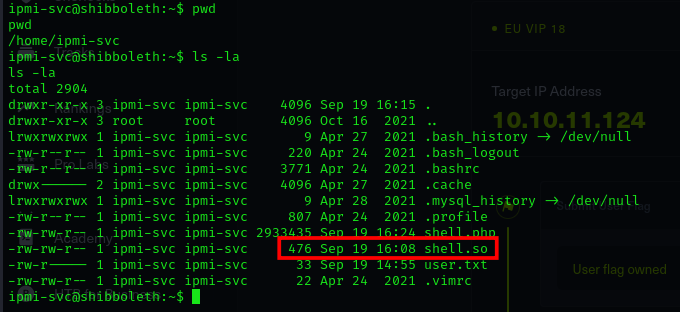 ipmi-svc@shibboleth:~$ pwd
pwd
/home/ipmi-svc
ipmi-svc@shibboleth:~$ ls -la
ls -la
total 2904
drwxr-xr-x 3 ipmi-svc ipmi-svc    4096 Sep 19 16:15 .
drwxr-xr-x 3 root     root        4096 Oct 16  2021 ..
lrwxrwxrwx 1 ipmi-svc ipmi-svc       9 Apr 27  2021 .bash_history -> /dev/null
-rw-r--r-- 1 ipmi-svc ipmi-svc     220 Apr 24  2021 .bash_logout
-rw-r--r-- 1 ipmi-svc ipmi-svc    3771 Apr 24  2021 .bashrc
drwx------ 2 ipmi-svc ipmi-svc    4096 Apr 27  2021 .cache
lrwxrwxrwx 1 ipmi-svc ipmi-svc       9 Apr 28  2021 .mysql_history -> /dev/null
-rw-r--r-- 1 ipmi-svc ipmi-svc     807 Apr 24  2021 .profile
-rw-rw-r-- 1 ipmi-svc ipmi-svc 2933435 Sep 19 16:24 shell.php
-rw-rw-r-- 1 ipmi-svc ipmi-svc     476 Sep 19 16:08 shell.so
-rw-r----- 1 ipmi-svc ipmi-svc      33 Sep 19 14:55 user.txt
-rw-rw-r-- 1 ipmi-svc ipmi-svc      22 Apr 24  2021 .vimrc
ipmi-svc@shibboleth:~$
EU VIP 18
Target IP Address
10.10.11.124
User flag owned
Pro Labs
Academy